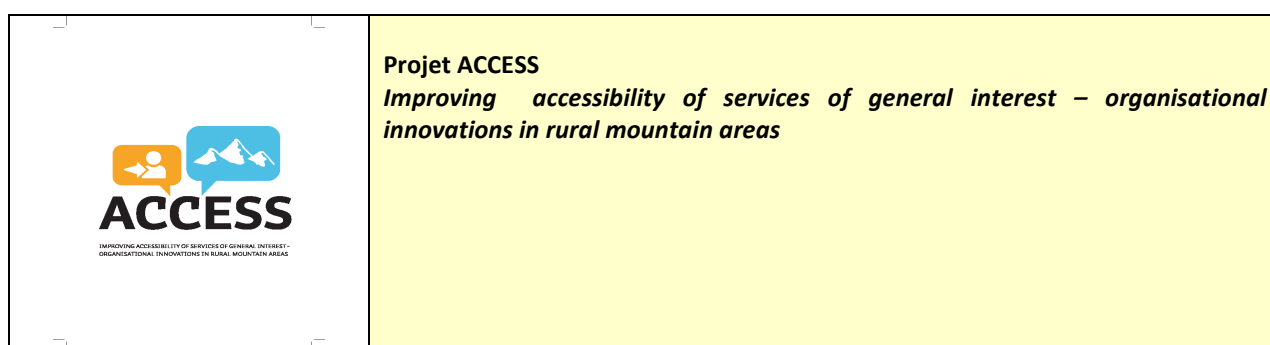 ACCESS
IMPROVING ACCESSIBILITY OF SERVICES OF GENERAL INTEREST –
ORGANISATIONAL INNOVATIONS IN RURAL MOUNTAIN AREAS
Projet ACCESS
Improving accessibility of services of general interest – organisational
innovations in rural mountain areas